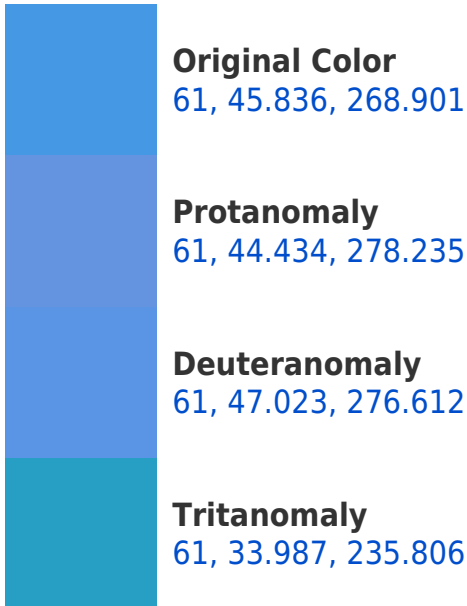 Original Color
61, 45.836, 268.901
Protanomaly
61, 44.434, 278.235
Deuteranomaly
61, 47.023, 276.612
Tritanomaly
61, 33.987, 235.806